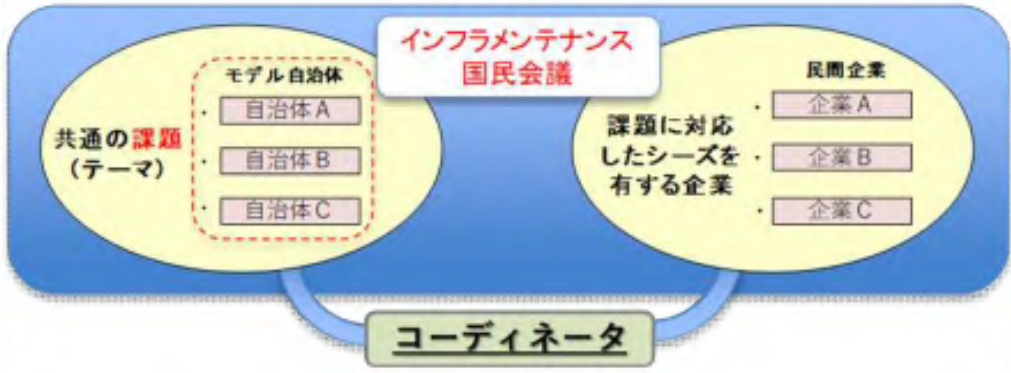 インフラメンテナンス
国民会議
モデル自治体
・ 自治体A
共通の課題
（テーマ）
・ 自治体B
・ 自治体C
民間企業
・ 企業A
課題に対応
したシーズを
有する企業
・ 企業B
・ 企業C
コーディネータ